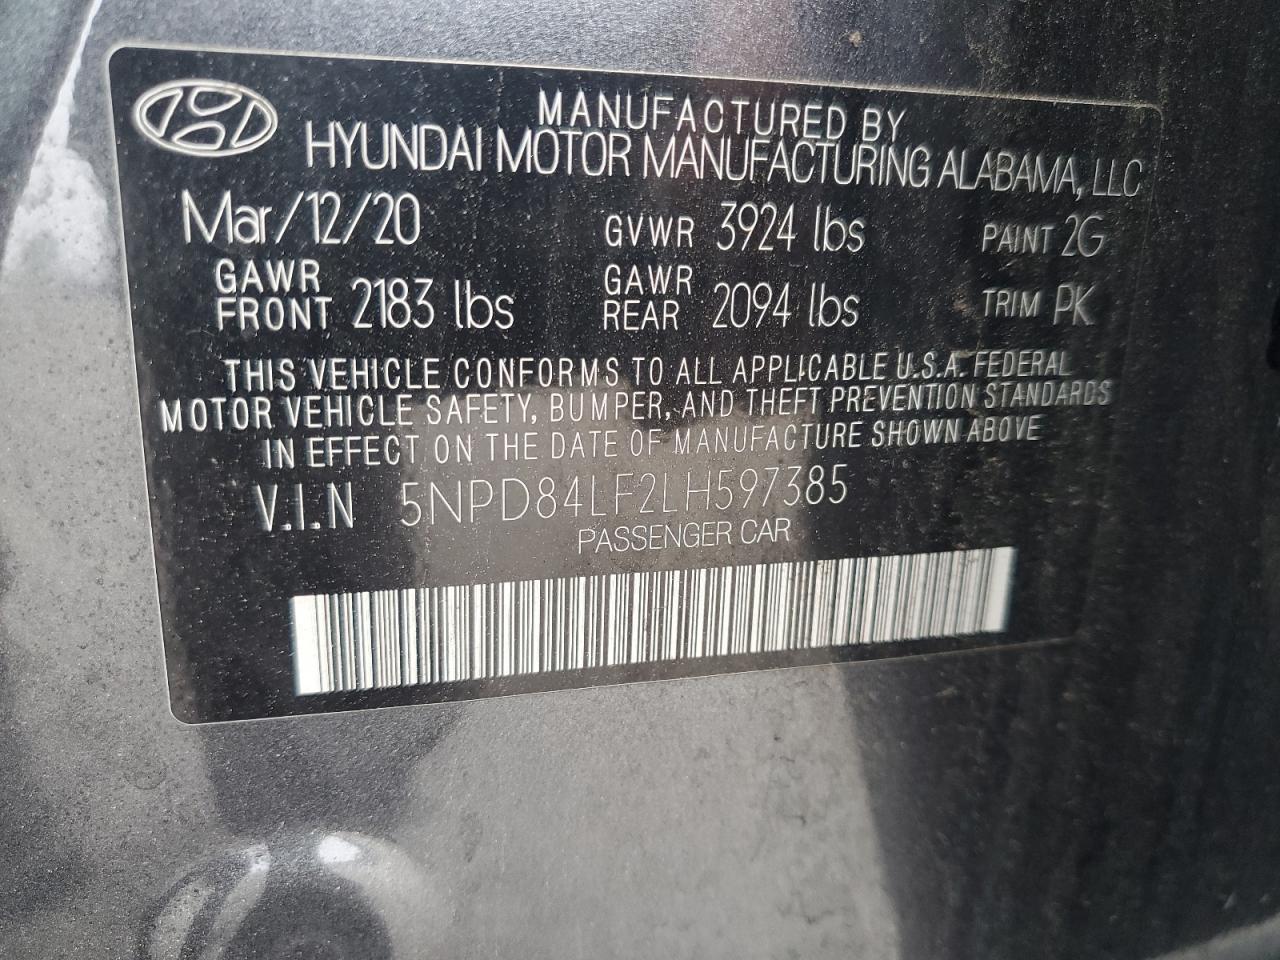 MANUFACTURED BY
HYUNDAI MOTOR MANUFACTURING ALABAMA, LLC
Mar/12/20 GVWR 3924 lbs PAINT 2G
GAWR FRONT 2183 lbs GAWR REAR 2094 lbs TRIM PK
THIS VEHICLE CONFORMS TO ALL APPLICABLE U.S.A. FEDERAL
MOTOR VEHICLE SAFETY, BUMPER, AND THEFT PREVENTION STANDARDS
IN EFFECT ON THE DATE OF MANUFACTURE SHOWN ABOVE
V.I.N 5NPD84LF2LH597385
PASSENGER CAR